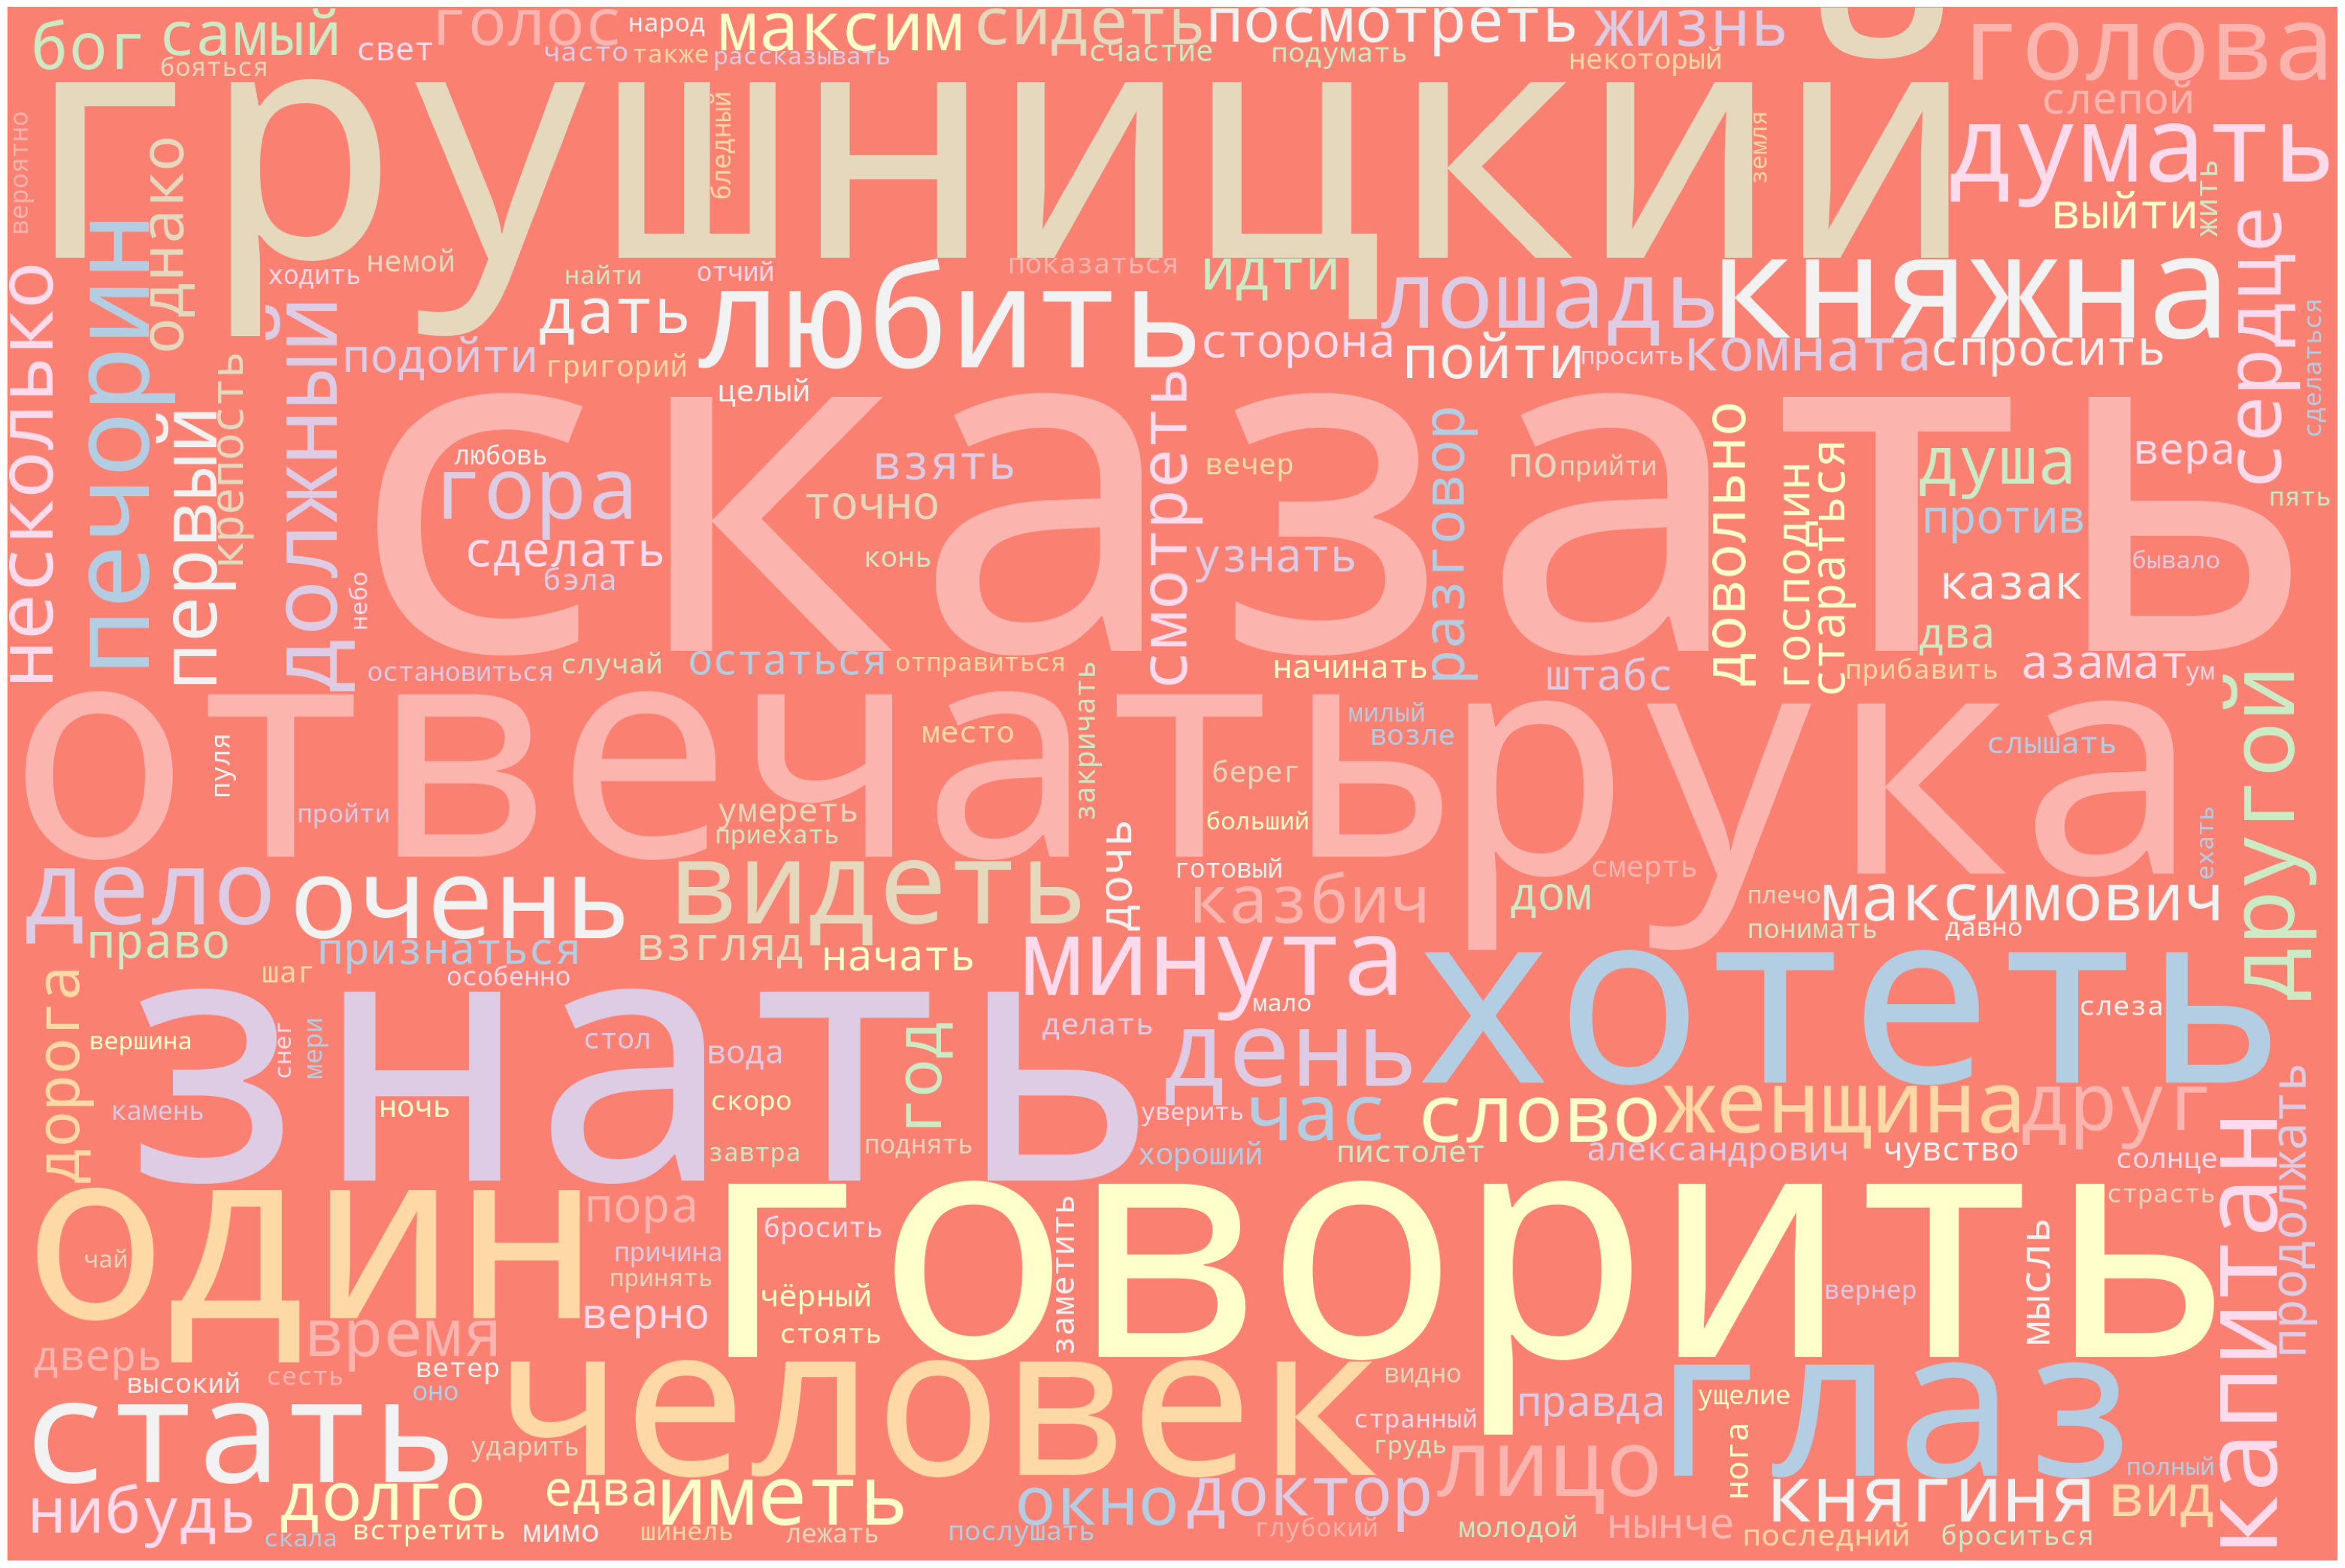 бог
самый
бояться
свет
голос
народ
часто
также
рассказывать
максим
сидеть
счастие
посмотреть
подумать
жизнь
некоторый
голова
слепой
грушницкий
думать
вероятно
однако
бледный
земля
выйти
жить
печорин
несколько
ходить
немой
найти
отчий
показаться
идти
лошадь
княжна
сердце
сделаться
должный
дать
любить
сторона
пойти
просить
комната
спросить
подойти
григорий
целый
первый
крепость
небо
сказать
любовь
гора
сделать
бэла
взять
точно
конь
смотреть
вечер
узнать
разговор
по
прийти
довольно
господин
стараться
душа
против
казак
два
вера
пять
бывало
остановиться
случай
остаться
отправиться
начинать
штабс
прибавить
азамат
ум
другой
отвечать
рука
пуля
пройти
место
закричать
умереть
приехать
милый
возле
берег
больший
слышать
ехать
дочь
готовый
смерть
дело
очень
видеть
казбич
дом
плечо
максимович
право
признаться
взгляд
начать
понимать
давно
шаг
особенно
минута
хотеть
дорога
знать
мало
слеза
вершина
снег
мери
стол
вода
год
делать
день
камень
ночь
скоро
завтра
поднять
уверить
час
слово
женщина
друг
хороший
пистолет
александрович
чувство
солнце
продолжать
капитан
один
пора
говорить
страсть
чай
причина
принять
бросить
заметить
чёрный
стоять
верно
вернер
мысль
время
дверь
высокий
сесть
ветер
оно
человек
видно
странный
грудь
правда
ущелие
глаз
стать
ударить
лицо
нога
нибудь
долго
едва
иметь
окно
доктор
княгиня
вид
полный
скала
встретить
мимо
шинель
лежать
послушать
глубокий
молодой
нынче
последний
броситься